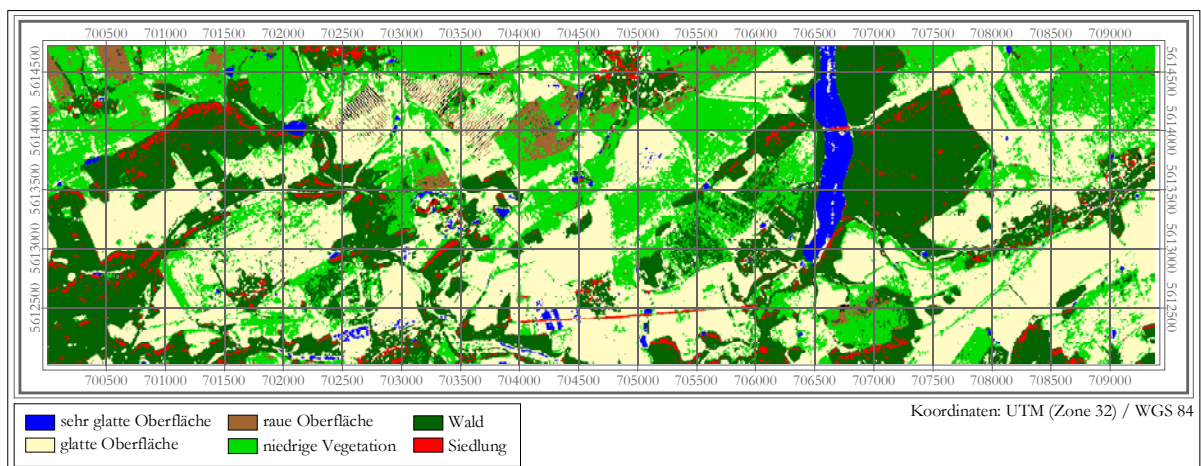 700500 701000 701500 702000 702500 703000 703500 704000 704500 705000 705500 706000 706500 707000 707500 708000 708500 709000
5614500 5614500
5614000 5614000
5613500 5613500
5613000 5613000
5612500 5612500
700500 701000 701500 702000 702500 703000 703500 704000 704500 705000 705500 706000 706500 707000 707500 708000 708500 709000
Koordinaten: UTM (Zone 32) / WGS 84
sehr glatte Oberfläche raue Oberfläche Wald
glatte Oberfläche niedrige Vegetation Siedlung